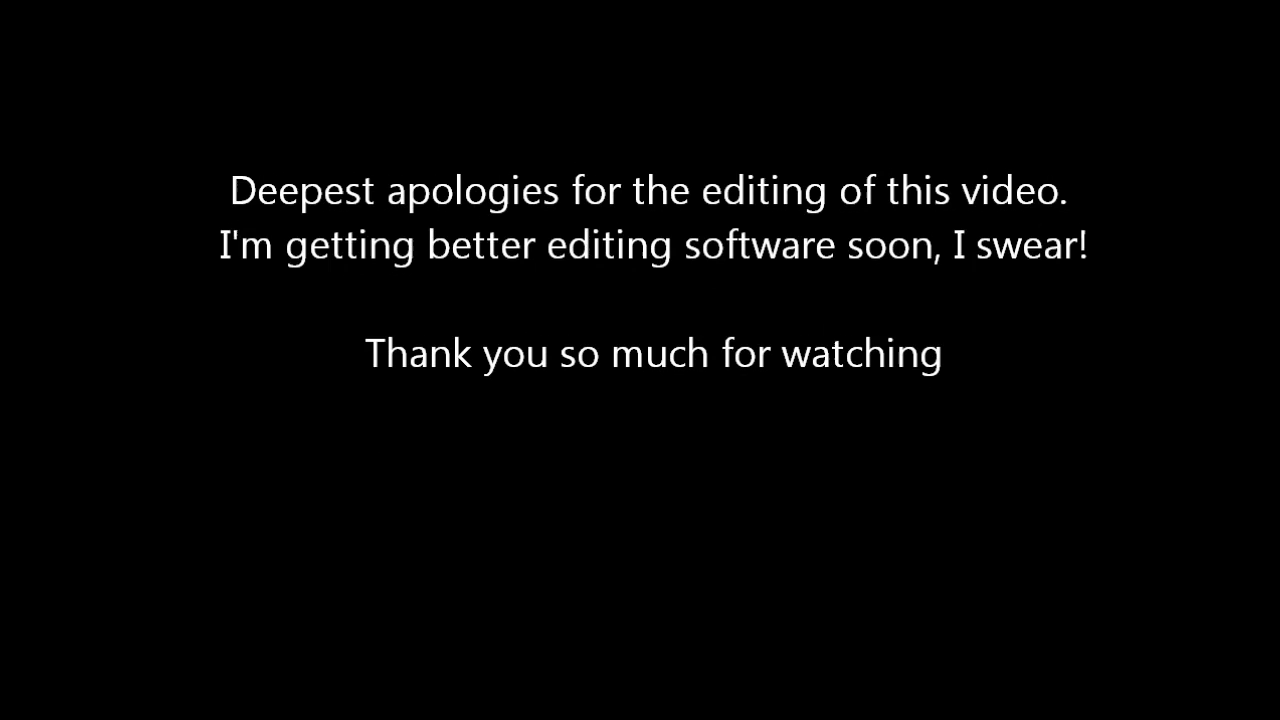 Deepest apologies for the editing of this video.
I'm getting better editing software soon, I swear!
Thank you so much for watching